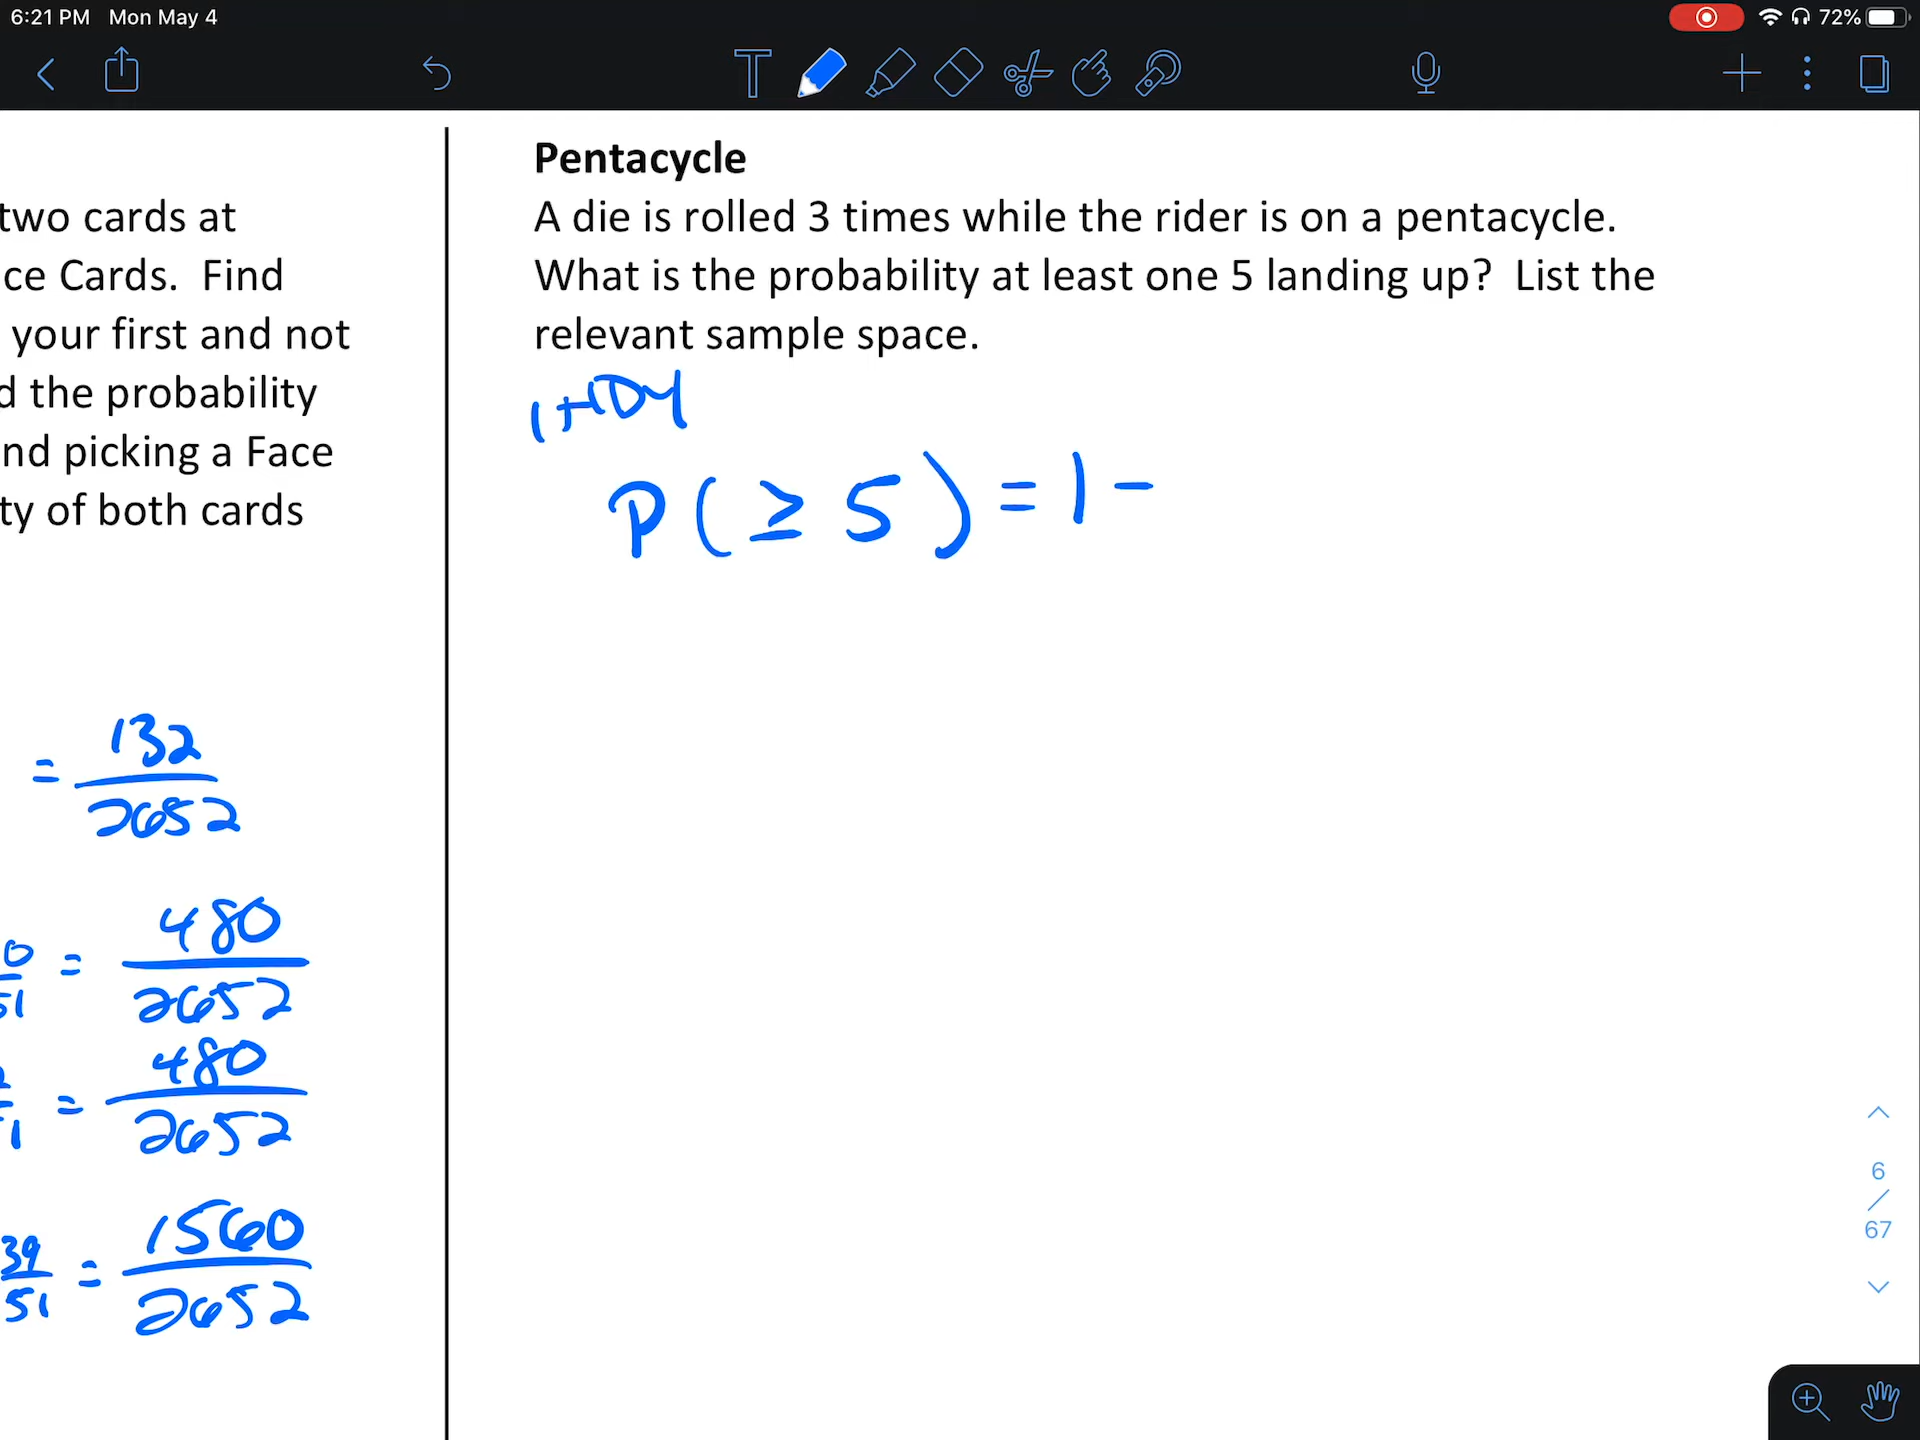 6:21 PM Mon May 4
72%
two cards at
ce Cards. Find
your first and not
d the probability
nd picking a Face
ty of both cards
= 132
2652
0
51
= 480
2652
1
= 480
2652
39
51
= 1560
2652
Pentacycle
A die is rolled 3 times while the rider is on a pentacycle.
What is the probability at least one 5 landing up? List the
relevant sample space.
P(≥ 5) = 1 -
6
/
67